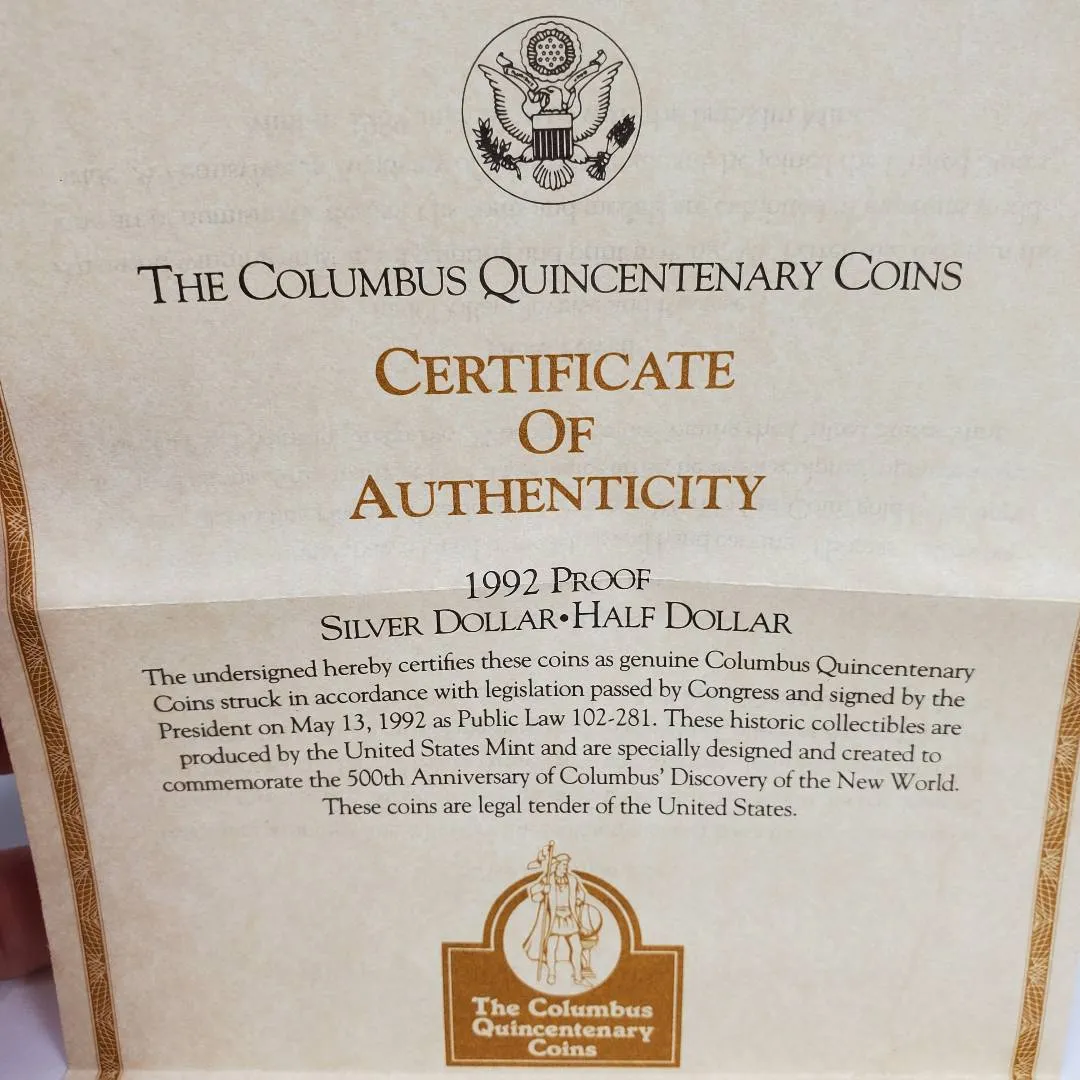 THE COLUMBUS QUINCENTENARY COINS
CERTIFICATE
OF
AUTHENTICITY
1992 PROOF
SILVER DOLLAR•HALF DOLLAR
The undersigned hereby certifies these coins as genuine Columbus Quincentenary
Coins struck in accordance with legislation passed by Congress and signed by the
President on May 13, 1992 as Public Law 102-281. These historic collectibles are
produced by the United States Mint and are specially designed and created to
commemorate the 500th Anniversary of Columbus' Discovery of the New World.
These coins are legal tender of the United States.
The Columbus
Quincentenary
Coins